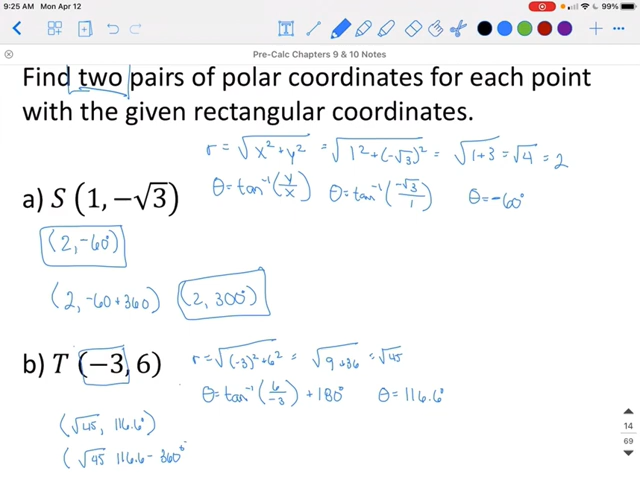 9:25 AM Mon Apr 12
99%
Pre-Calc Chapters 9 & 10 Notes
Find two pairs of polar coordinates for each point
with the given rectangular coordinates.
r = √(x² + y²) = √(1² + (-√3)²) = √(1+3) = √4 = 2
θ = tan⁻¹(y/x) θ = tan⁻¹(-√3/1) θ = -60°
a) S (1, −√3)
(2, -60°)
(2, -60 + 360) (2, 300°)
b) T (−3, 6) r = √((-3)² + 6²) = √(9 + 36) = √45
θ = tan⁻¹(6/-3) + 180° θ = 116.6°
(√45, 116.6°)
(√45 116.6 - 360°
14
69